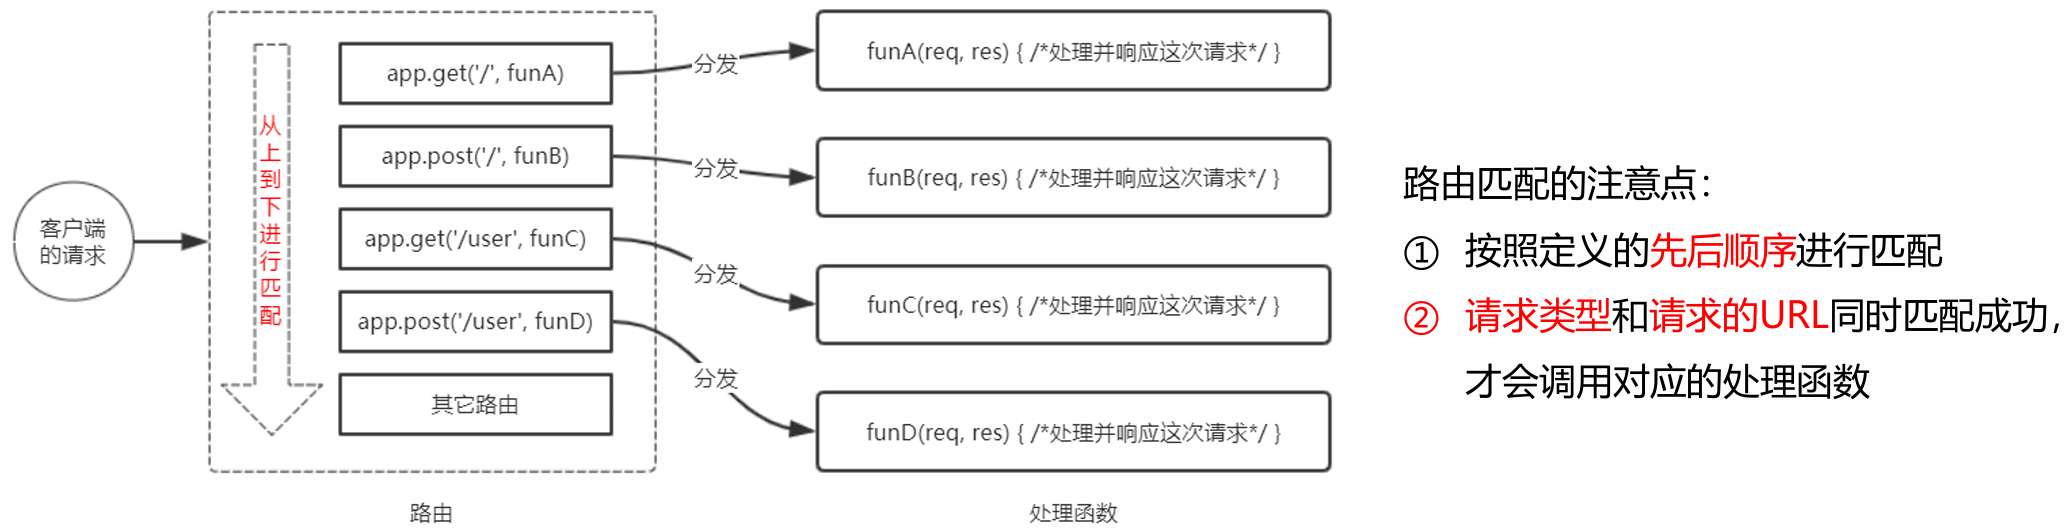 客户端
的请求
从上到下进行匹配
app.get('/', funA)
app.post('/', funB)
app.get('/user', funC)
app.post('/user', funD)
其它路由
路由
分发
分发
分发
分发
funA(req, res) { /*处理并响应这次请求*/ }
funB(req, res) { /*处理并响应这次请求*/ }
funC(req, res) { /*处理并响应这次请求*/ }
funD(req, res) { /*处理并响应这次请求*/ }
处理函数
路由匹配的注意点：
① 按照定义的先后顺序进行匹配
② 请求类型和请求的URL同时匹配成功，
才会调用对应的处理函数